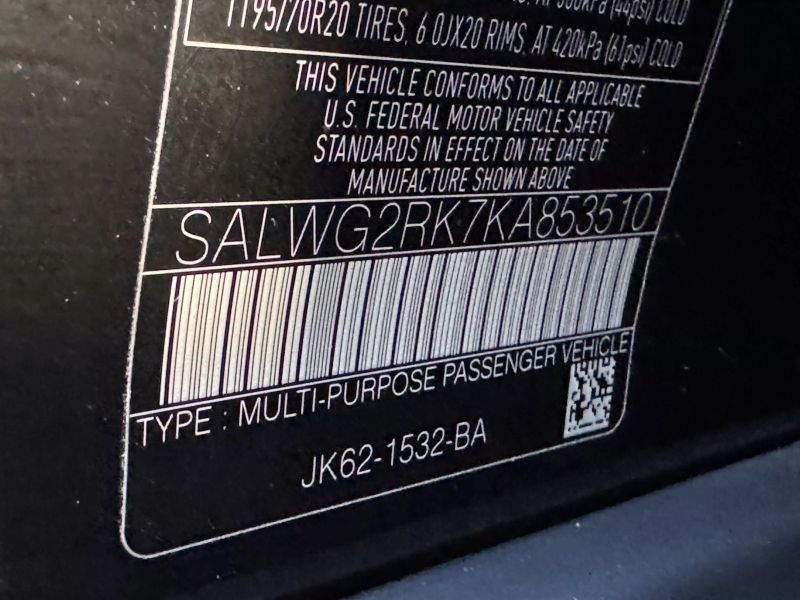 T195/70R20 TIRES, 6.0JX20 RIMS, AT 420kPa (61psi) COLD
THIS VEHICLE CONFORMS TO ALL APPLICABLE
U.S. FEDERAL MOTOR VEHICLE SAFETY
STANDARDS IN EFFECT ON THE DATE OF
MANUFACTURE SHOWN ABOVE
SALWG2RK7KA853510
TYPE : MULTI-PURPOSE PASSENGER VEHICLE
JK62-1532-BA